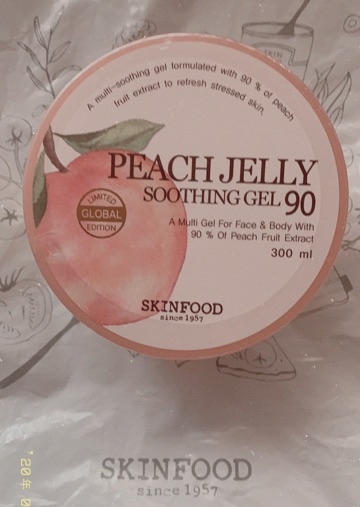 A multi-soothing gel formulated with 90 % of peach
fruit extract to refresh stressed skin.
PEACH JELLY
SOOTHING GEL 90
LIMITED
GLOBAL
EDITION
A Multi Gel For Face & Body With
90 % Of Peach Fruit Extract
300 ml
SKINFOOD
since 1957
SKINFOOD
since 1957